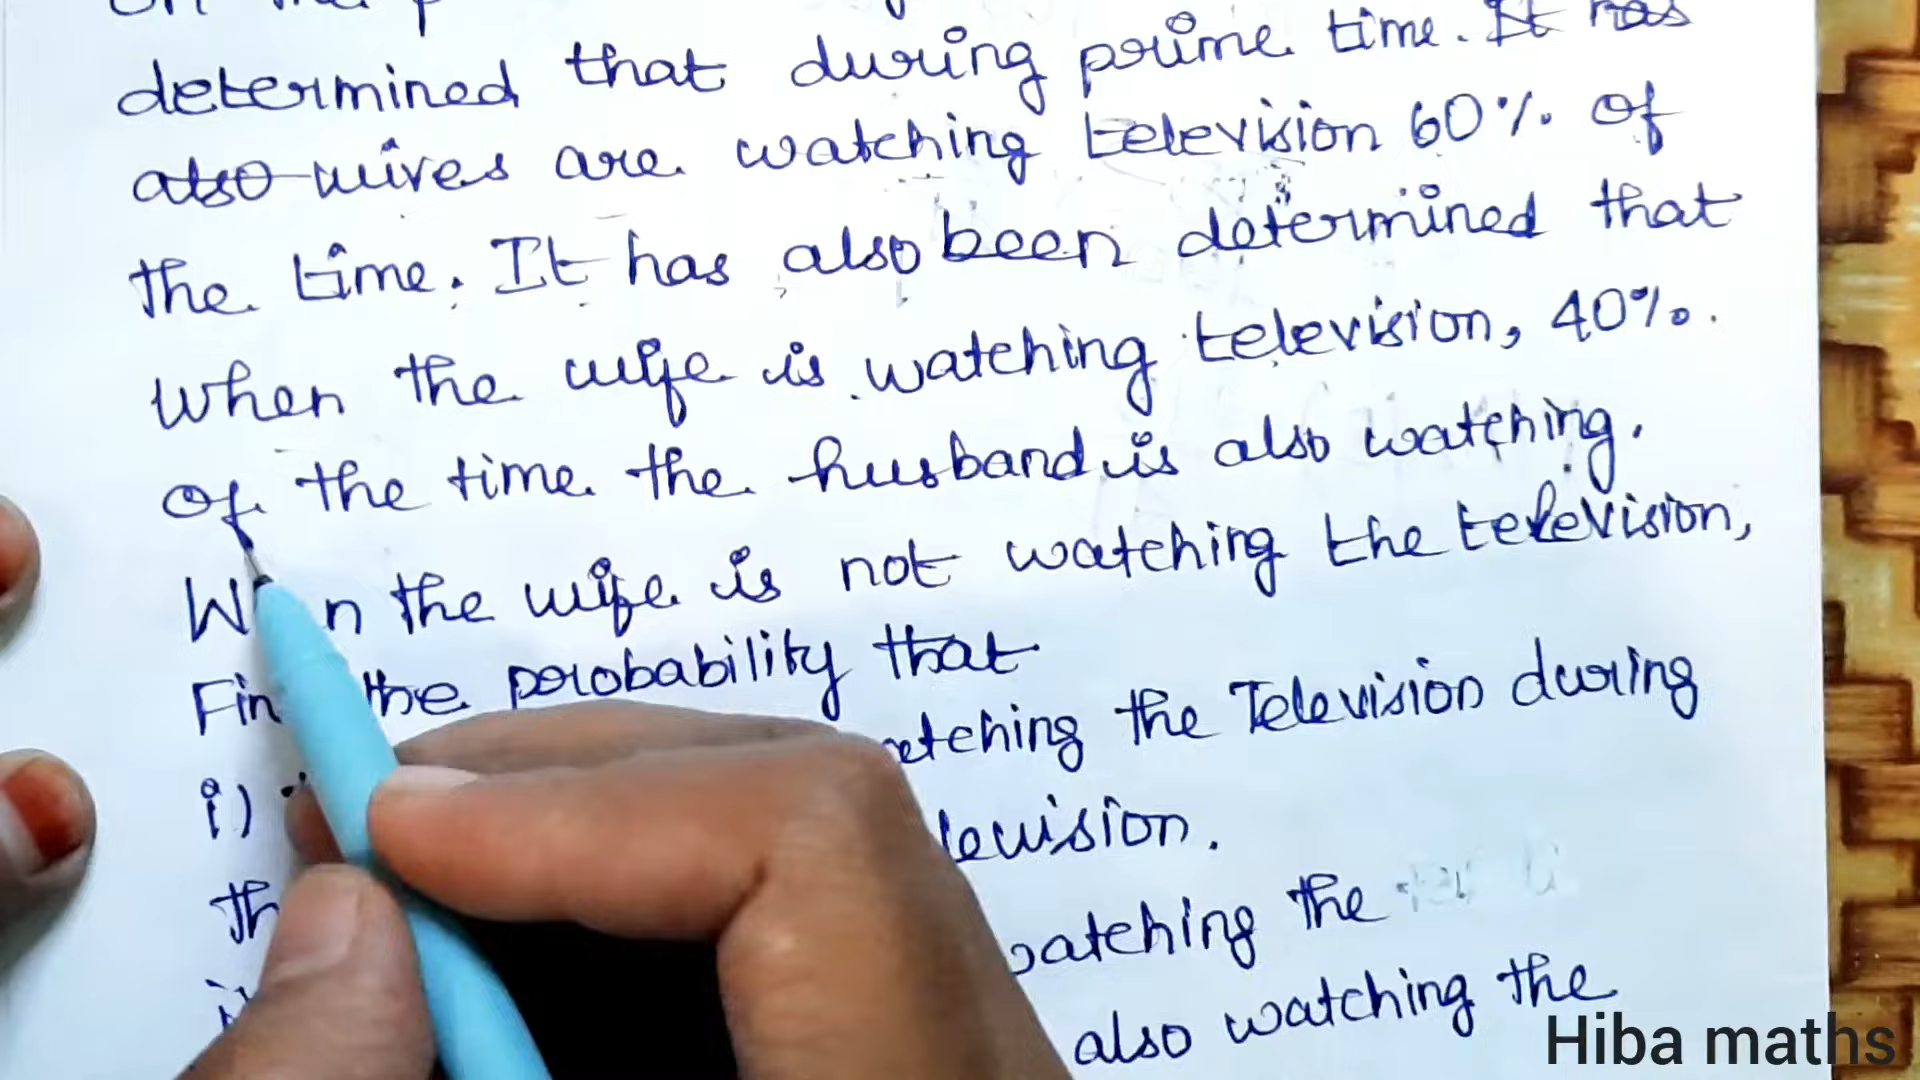 determined that during prime time. It has
also wives are watching television 60% of
the time. It has also been determined that
when the wife is watching television, 40%.
of the time the husband is also watching.
When the wife is not watching the television,
Find the probability that
i) watching the Television during
television.
watching the
also watching the
Hiba maths